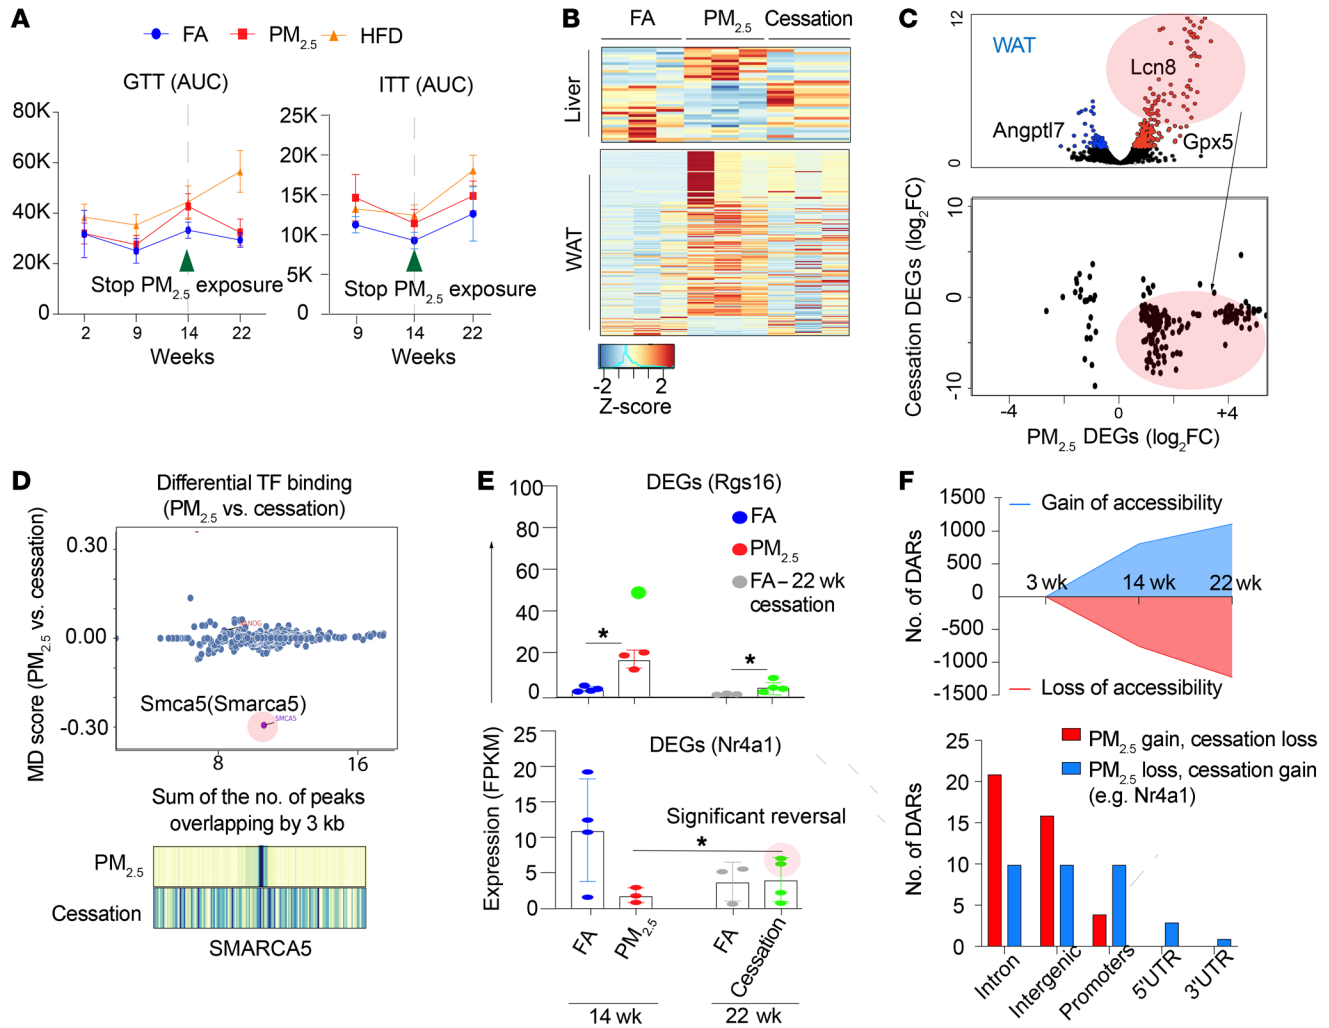 A
FA
PM2.5
HFD
GTT (AUC)
80K
60K
40K
20K
0
Stop PM2.5 exposure
2
9
14
22
Weeks
ITT (AUC)
25K
20K
15K
10K
5K
0
Stop PM2.5 exposure
9
14
22
Weeks
B
FA
PM2.5
Cessation
Liver
WAT
-2
2
Z-score
C
12
0
WAT
Lcn8
Angptl7
Gpx5
Cessation DEGs (log2FC)
10
0
-10
-4
0
+4
PM2.5 DEGs (log2FC)
D
Differential TF binding
(PM2.5 vs. cessation)
MD score (PM2.5 vs. cessation)
0.30
0.00
-0.30
NANOG
Smca5(Smarca5)
SMCA5
8
16
Sum of the no. of peaks
overlapping by 3 kb
PM2.5
Cessation
SMARCA5
E
DEGs (Rgs16)
100
80
60
40
20
0
FA
PM2.5
FA – 22 wk
cessation
*
*
Expression (FPKM)
DEGs (Nr4a1)
25
20
15
10
5
0
Significant reversal
*
FA
PM2.5
FA
Cessation
14 wk
22 wk
F
No. of DARs
1500
1000
500
0
-500
-1000
-1500
Gain of accessibility
3 wk
14 wk
22 wk
Loss of accessibility
No. of DARs
25
20
15
10
5
0
PM2.5 gain, cessation loss
PM2.5 loss, cessation gain
(e.g. Nr4a1)
Intron
Intergenic
Promoters
5'UTR
3'UTR